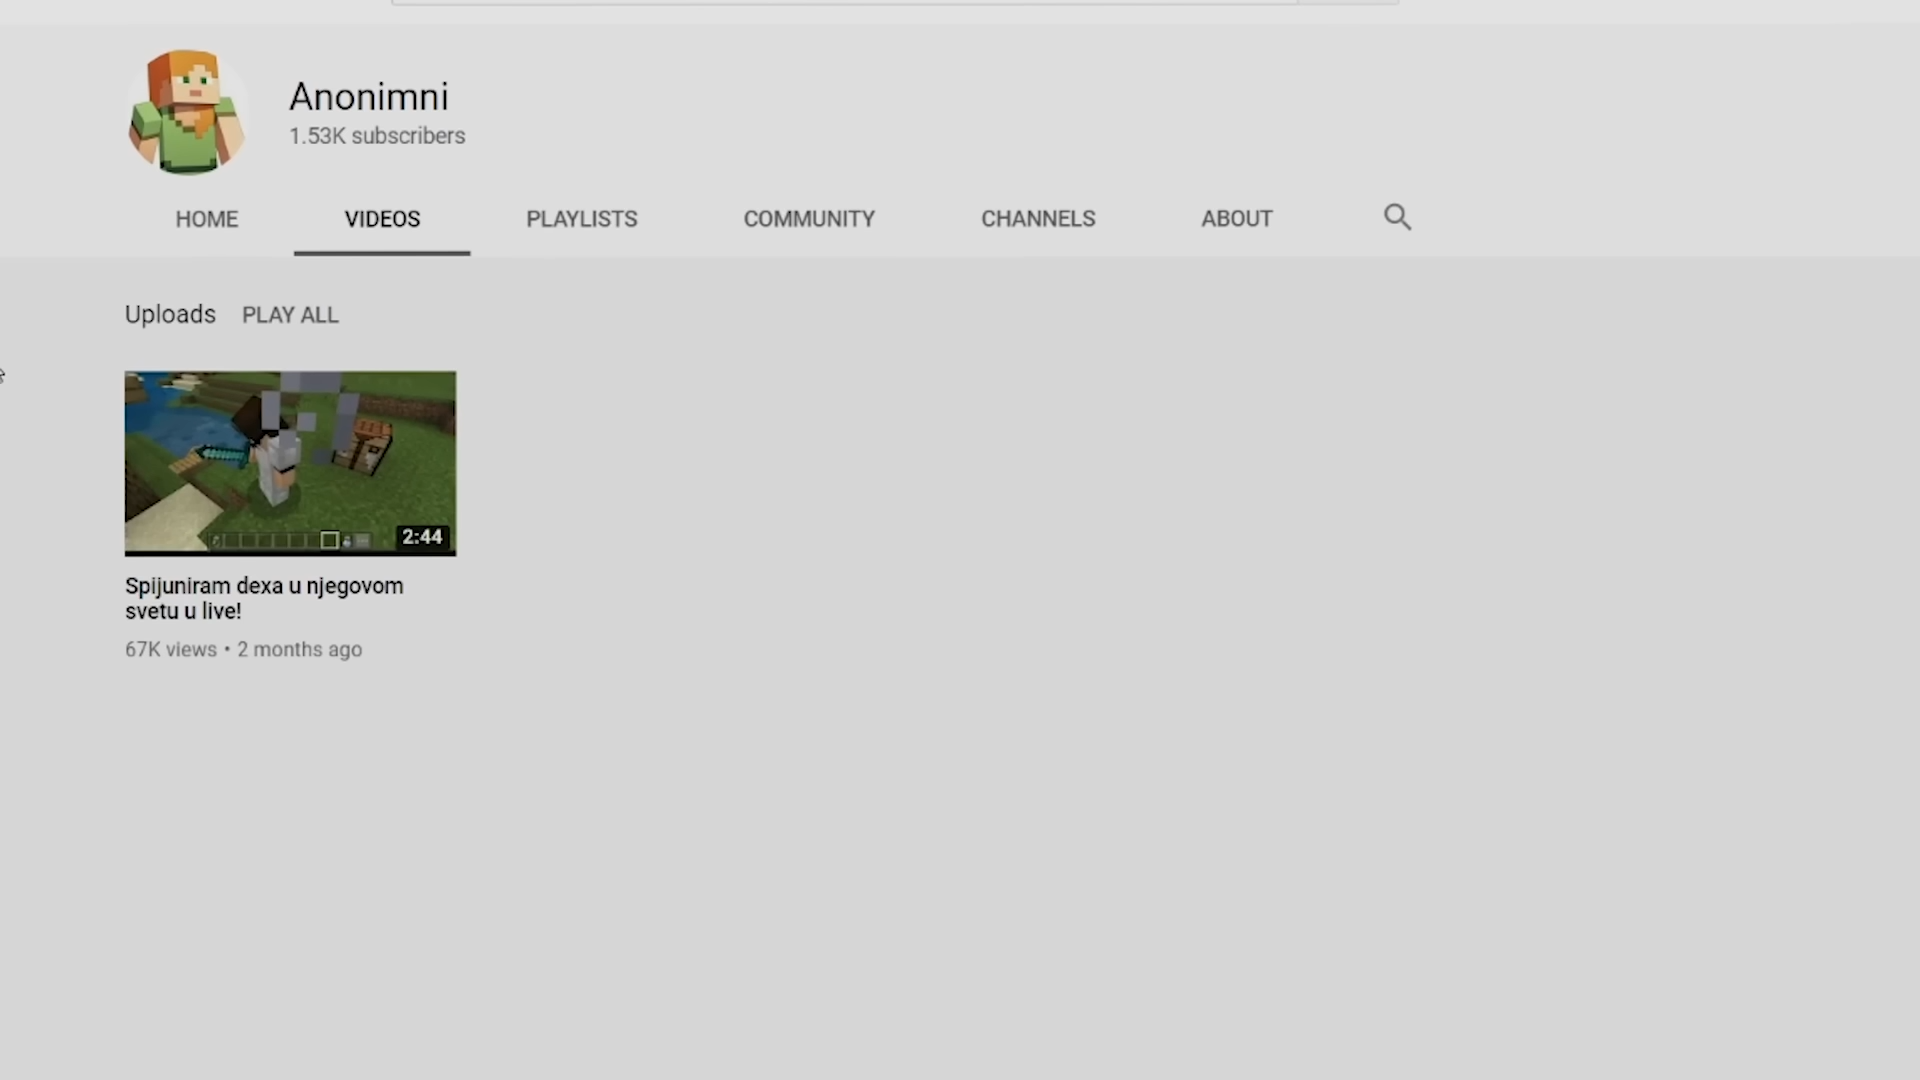 Anonimni
1.53K subscribers
HOME VIDEOS PLAYLISTS COMMUNITY CHANNELS ABOUT
Uploads PLAY ALL
2:44
Spijuniram dexa u njegovom
svetu u live!
67K views • 2 months ago